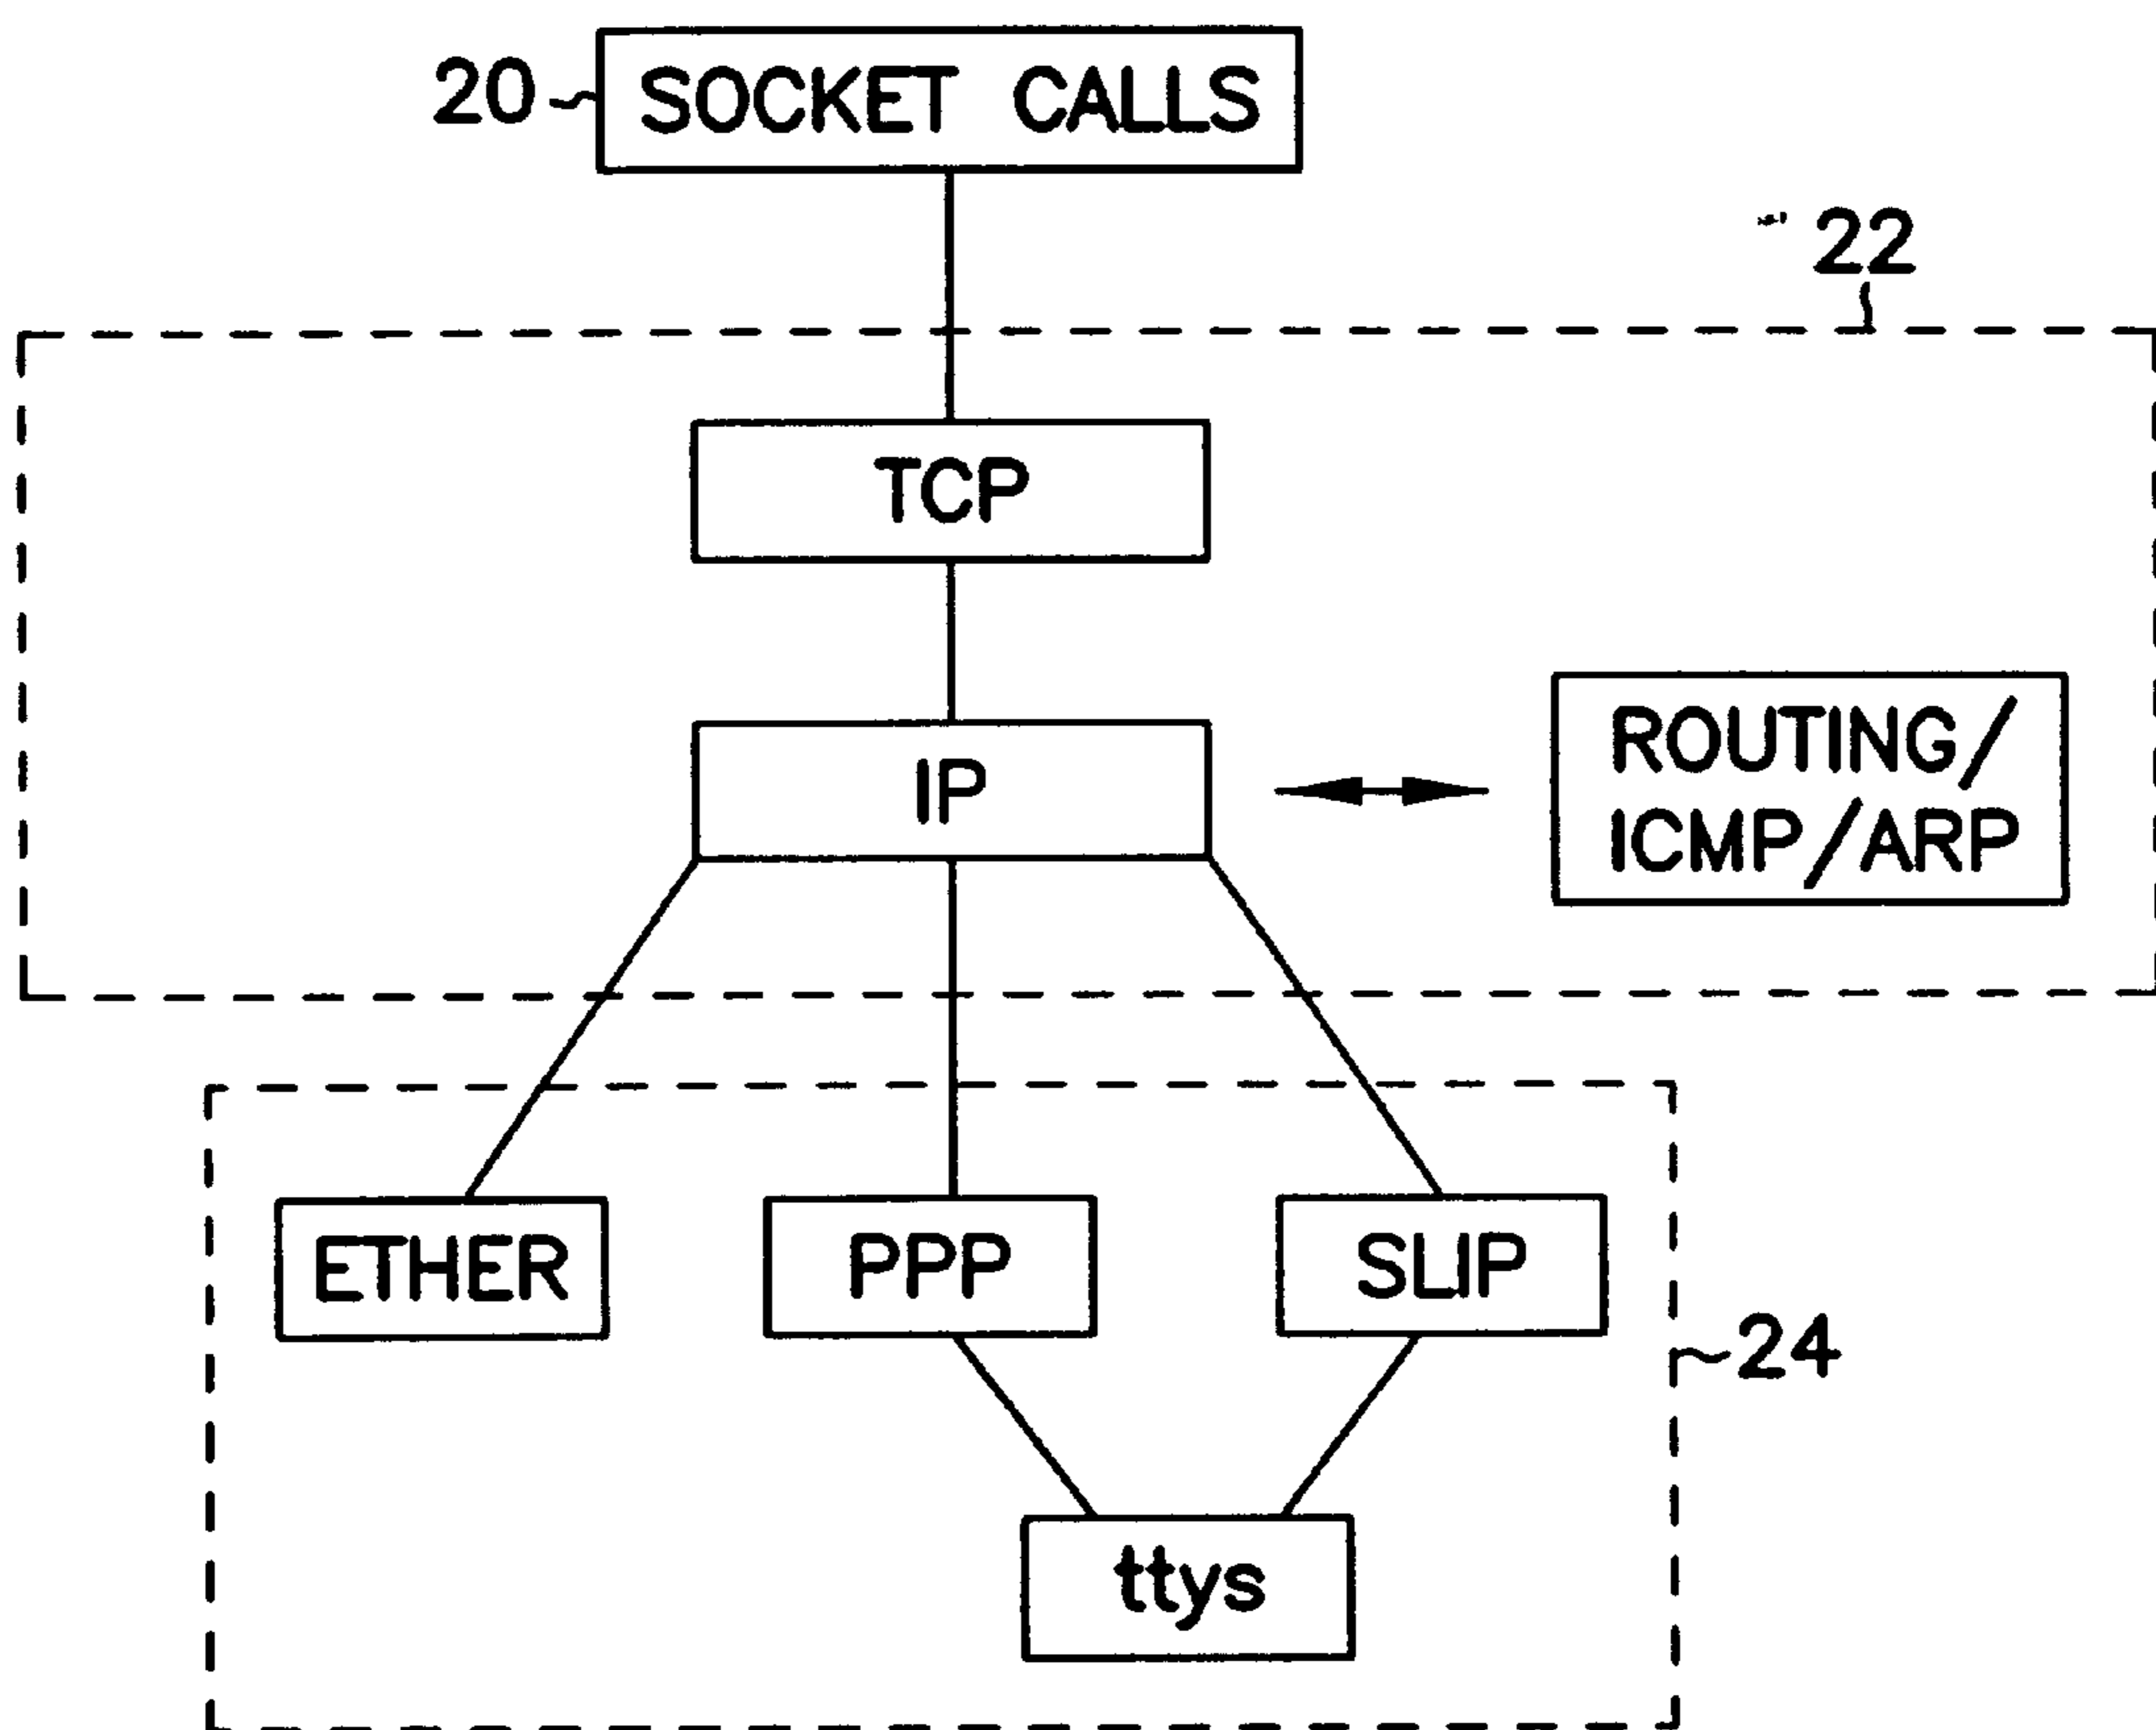 20 SOCKET CALLS
22
TCP
IP
ROUTING/
ICMP/ARP
ETHER
PPP
SLIP
24
ttys